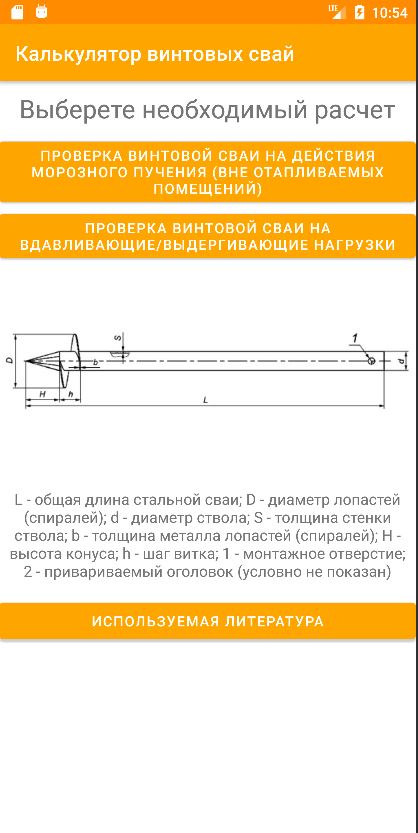 LTE 10:54
Калькулятор винтовых свай
Выберете необходимый расчет
ПРОВЕРКА ВИНТОВОЙ СВАИ НА ДЕЙСТВИЯ
МОРОЗНОГО ПУЧЕНИЯ (ВНЕ ОТАПЛИВАЕМЫХ
ПОМЕЩЕНИЙ)
ПРОВЕРКА ВИНТОВОЙ СВАИ НА
ВДАВЛИВАЮЩИЕ/ВЫДЕРГИВАЮЩИЕ НАГРУЗКИ
S 1
D b d
H h L
L - общая длина стальной сваи; D - диаметр лопастей
(спиралей); d - диаметр ствола; S - толщина стенки
ствола; b - толщина металла лопастей (спиралей); H -
высота конуса; h - шаг витка; 1 - монтажное отверстие;
2 - привариваемый оголовок (условно не показан)
ИСПОЛЬЗУЕМАЯ ЛИТЕРАТУРА